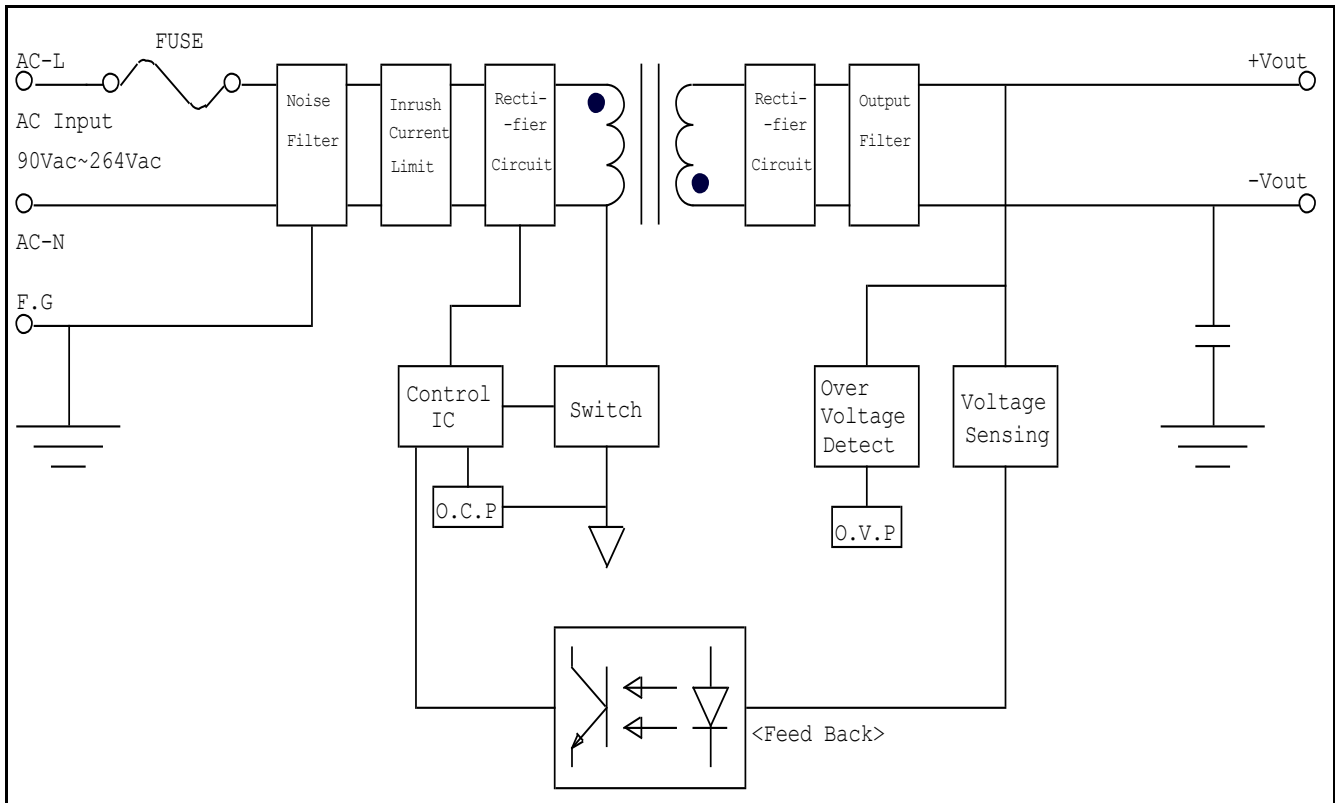 FUSE
AC-L
AC Input
90Vac~264Vac
AC-N
F.G
Noise
Filter
Inrush
Current
Limit
Recti-
-fier
Circuit
Recti-
-fier
Circuit
Output
Filter
+Vout
-Vout
Control
IC
Switch
O.C.P
Over
Voltage
Detect
Voltage
Sensing
O.V.P
<Feed Back>